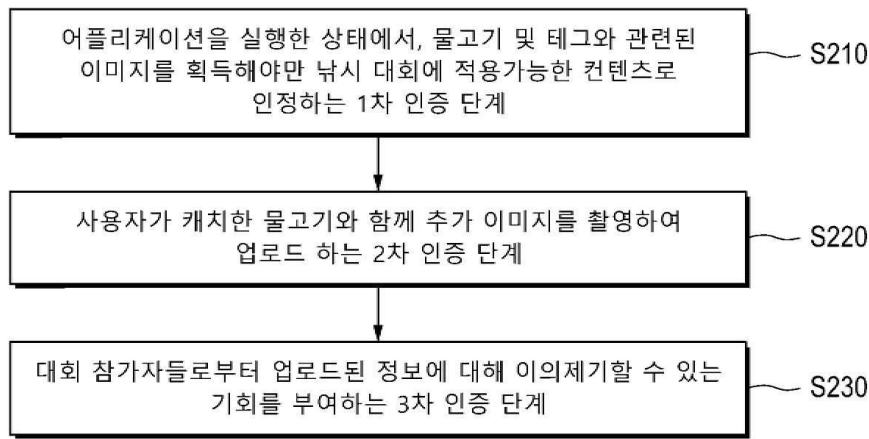 어플리케이션을 실행한 상태에서, 물고기 및 테그와 관련된
이미지를 획득해야만 낚시 대회에 적용가능한 컨텐츠로
인정하는 1차 인증 단계
S210
사용자가 캐치한 물고기와 함께 추가 이미지를 촬영하여
업로드 하는 2차 인증 단계
S220
대회 참가자들로부터 업로드된 정보에 대해 이의제기할 수 있는
기회를 부여하는 3차 인증 단계
S230